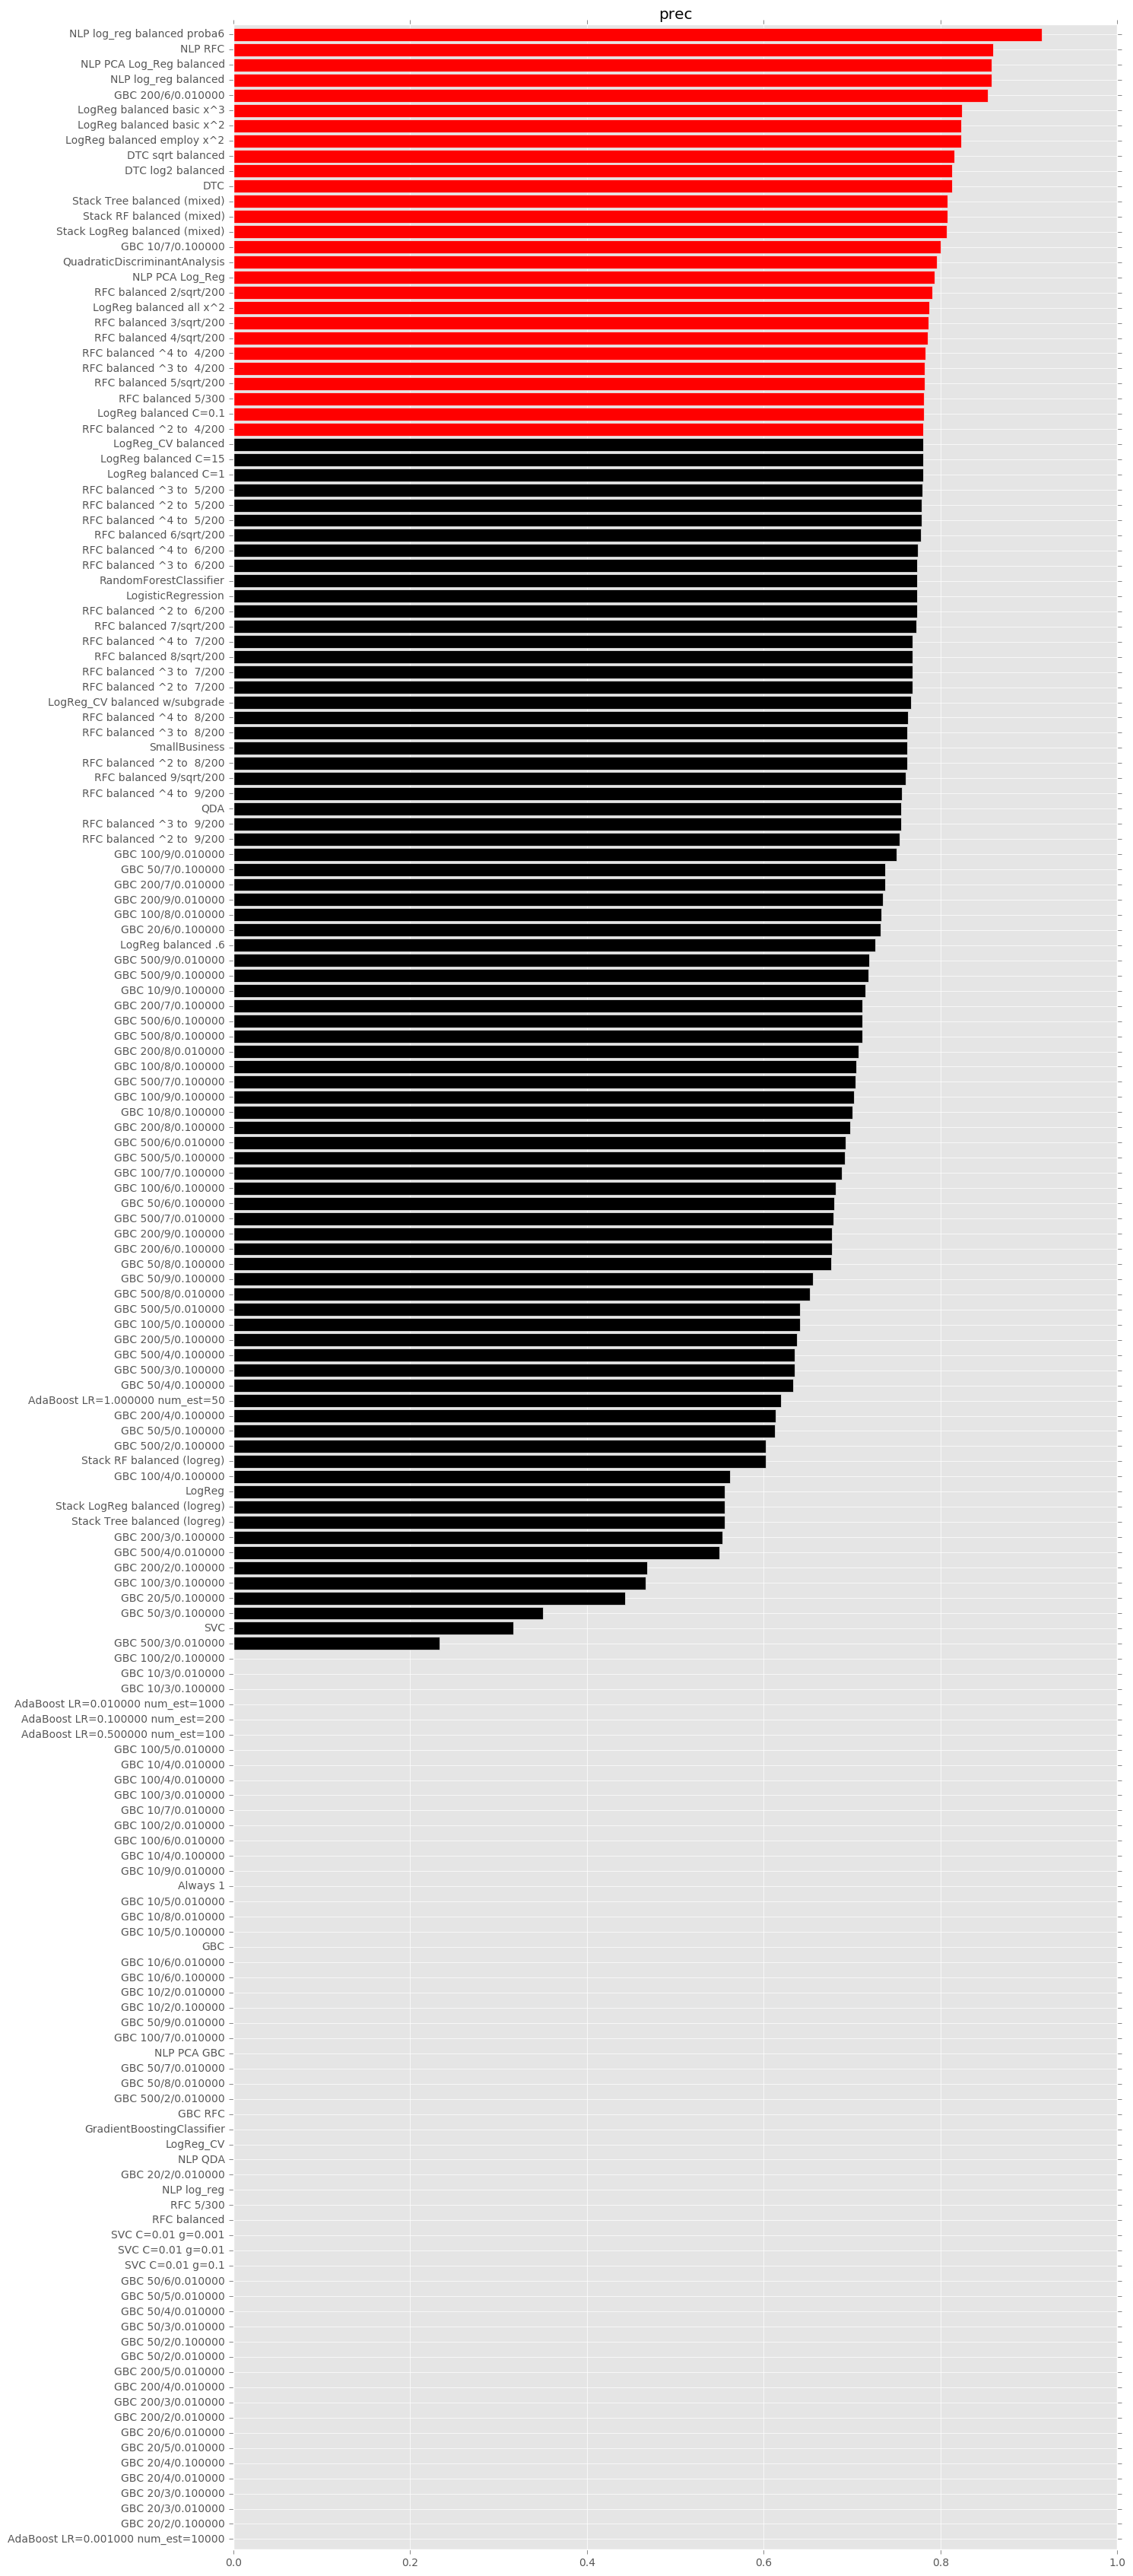 prec
NLP log_reg balanced proba6
NLP RFC
NLP PCA Log_Reg balanced
NLP log_reg balanced
GBC 200/6/0.010000
LogReg balanced basic x^3
LogReg balanced basic x^2
LogReg balanced employ x^2
DTC sqrt balanced
DTC log2 balanced
DTC
Stack Tree balanced (mixed)
Stack RF balanced (mixed)
Stack LogReg balanced (mixed)
GBC 10/7/0.100000
QuadraticDiscriminantAnalysis
NLP PCA Log_Reg
RFC balanced 2/sqrt/200
LogReg balanced all x^2
RFC balanced 3/sqrt/200
RFC balanced 4/sqrt/200
RFC balanced ^4 to  4/200
RFC balanced ^3 to  4/200
RFC balanced 5/sqrt/200
RFC balanced 5/300
LogReg balanced C=0.1
RFC balanced ^2 to  4/200
LogReg_CV balanced
LogReg balanced C=15
LogReg balanced C=1
RFC balanced ^3 to  5/200
RFC balanced ^2 to  5/200
RFC balanced ^4 to  5/200
RFC balanced 6/sqrt/200
RFC balanced ^4 to  6/200
RFC balanced ^3 to  6/200
RandomForestClassifier
LogisticRegression
RFC balanced ^2 to  6/200
RFC balanced 7/sqrt/200
RFC balanced ^4 to  7/200
RFC balanced 8/sqrt/200
RFC balanced ^3 to  7/200
RFC balanced ^2 to  7/200
LogReg_CV balanced w/subgrade
RFC balanced ^4 to  8/200
RFC balanced ^3 to  8/200
SmallBusiness
RFC balanced ^2 to  8/200
RFC balanced 9/sqrt/200
RFC balanced ^4 to  9/200
QDA
RFC balanced ^3 to  9/200
RFC balanced ^2 to  9/200
GBC 100/9/0.010000
GBC 50/7/0.100000
GBC 200/7/0.010000
GBC 200/9/0.010000
GBC 100/8/0.010000
GBC 20/6/0.100000
LogReg balanced .6
GBC 500/9/0.010000
GBC 500/9/0.100000
GBC 10/9/0.100000
GBC 200/7/0.100000
GBC 500/6/0.100000
GBC 500/8/0.100000
GBC 200/8/0.010000
GBC 100/8/0.100000
GBC 500/7/0.100000
GBC 100/9/0.100000
GBC 10/8/0.100000
GBC 200/8/0.100000
GBC 500/6/0.010000
GBC 500/5/0.100000
GBC 100/7/0.100000
GBC 100/6/0.100000
GBC 50/6/0.100000
GBC 500/7/0.010000
GBC 200/9/0.100000
GBC 200/6/0.100000
GBC 50/8/0.100000
GBC 50/9/0.100000
GBC 500/8/0.010000
GBC 500/5/0.010000
GBC 100/5/0.100000
GBC 200/5/0.100000
GBC 500/4/0.100000
GBC 500/3/0.100000
GBC 50/4/0.100000
AdaBoost LR=1.000000 num_est=50
GBC 200/4/0.100000
GBC 50/5/0.100000
GBC 500/2/0.100000
Stack RF balanced (logreg)
GBC 100/4/0.100000
LogReg
Stack LogReg balanced (logreg)
Stack Tree balanced (logreg)
GBC 200/3/0.100000
GBC 500/4/0.010000
GBC 200/2/0.100000
GBC 100/3/0.100000
GBC 20/5/0.100000
GBC 50/3/0.100000
SVC
GBC 500/3/0.010000
GBC 100/2/0.100000
GBC 10/3/0.010000
GBC 10/3/0.100000
AdaBoost LR=0.010000 num_est=1000
AdaBoost LR=0.100000 num_est=200
AdaBoost LR=0.500000 num_est=100
GBC 100/5/0.010000
GBC 10/4/0.010000
GBC 100/4/0.010000
GBC 100/3/0.010000
GBC 10/7/0.010000
GBC 100/2/0.010000
GBC 100/6/0.010000
GBC 10/4/0.100000
GBC 10/9/0.010000
Always 1
GBC 10/5/0.010000
GBC 10/8/0.010000
GBC 10/5/0.100000
GBC
GBC 10/6/0.010000
GBC 10/6/0.100000
GBC 10/2/0.010000
GBC 10/2/0.100000
GBC 50/9/0.010000
GBC 100/7/0.010000
NLP PCA GBC
GBC 50/7/0.010000
GBC 50/8/0.010000
GBC 500/2/0.010000
GBC RFC
GradientBoostingClassifier
LogReg_CV
NLP QDA
GBC 20/2/0.010000
NLP log_reg
RFC 5/300
RFC balanced
SVC C=0.01 g=0.001
SVC C=0.01 g=0.01
SVC C=0.01 g=0.1
GBC 50/6/0.010000
GBC 50/5/0.010000
GBC 50/4/0.010000
GBC 50/3/0.010000
GBC 50/2/0.100000
GBC 50/2/0.010000
GBC 200/5/0.010000
GBC 200/4/0.010000
GBC 200/3/0.010000
GBC 200/2/0.010000
GBC 20/6/0.010000
GBC 20/5/0.010000
GBC 20/4/0.100000
GBC 20/4/0.010000
GBC 20/3/0.100000
GBC 20/3/0.010000
GBC 20/2/0.100000
AdaBoost LR=0.001000 num_est=10000
0.0 0.2 0.4 0.6 0.8 1.0